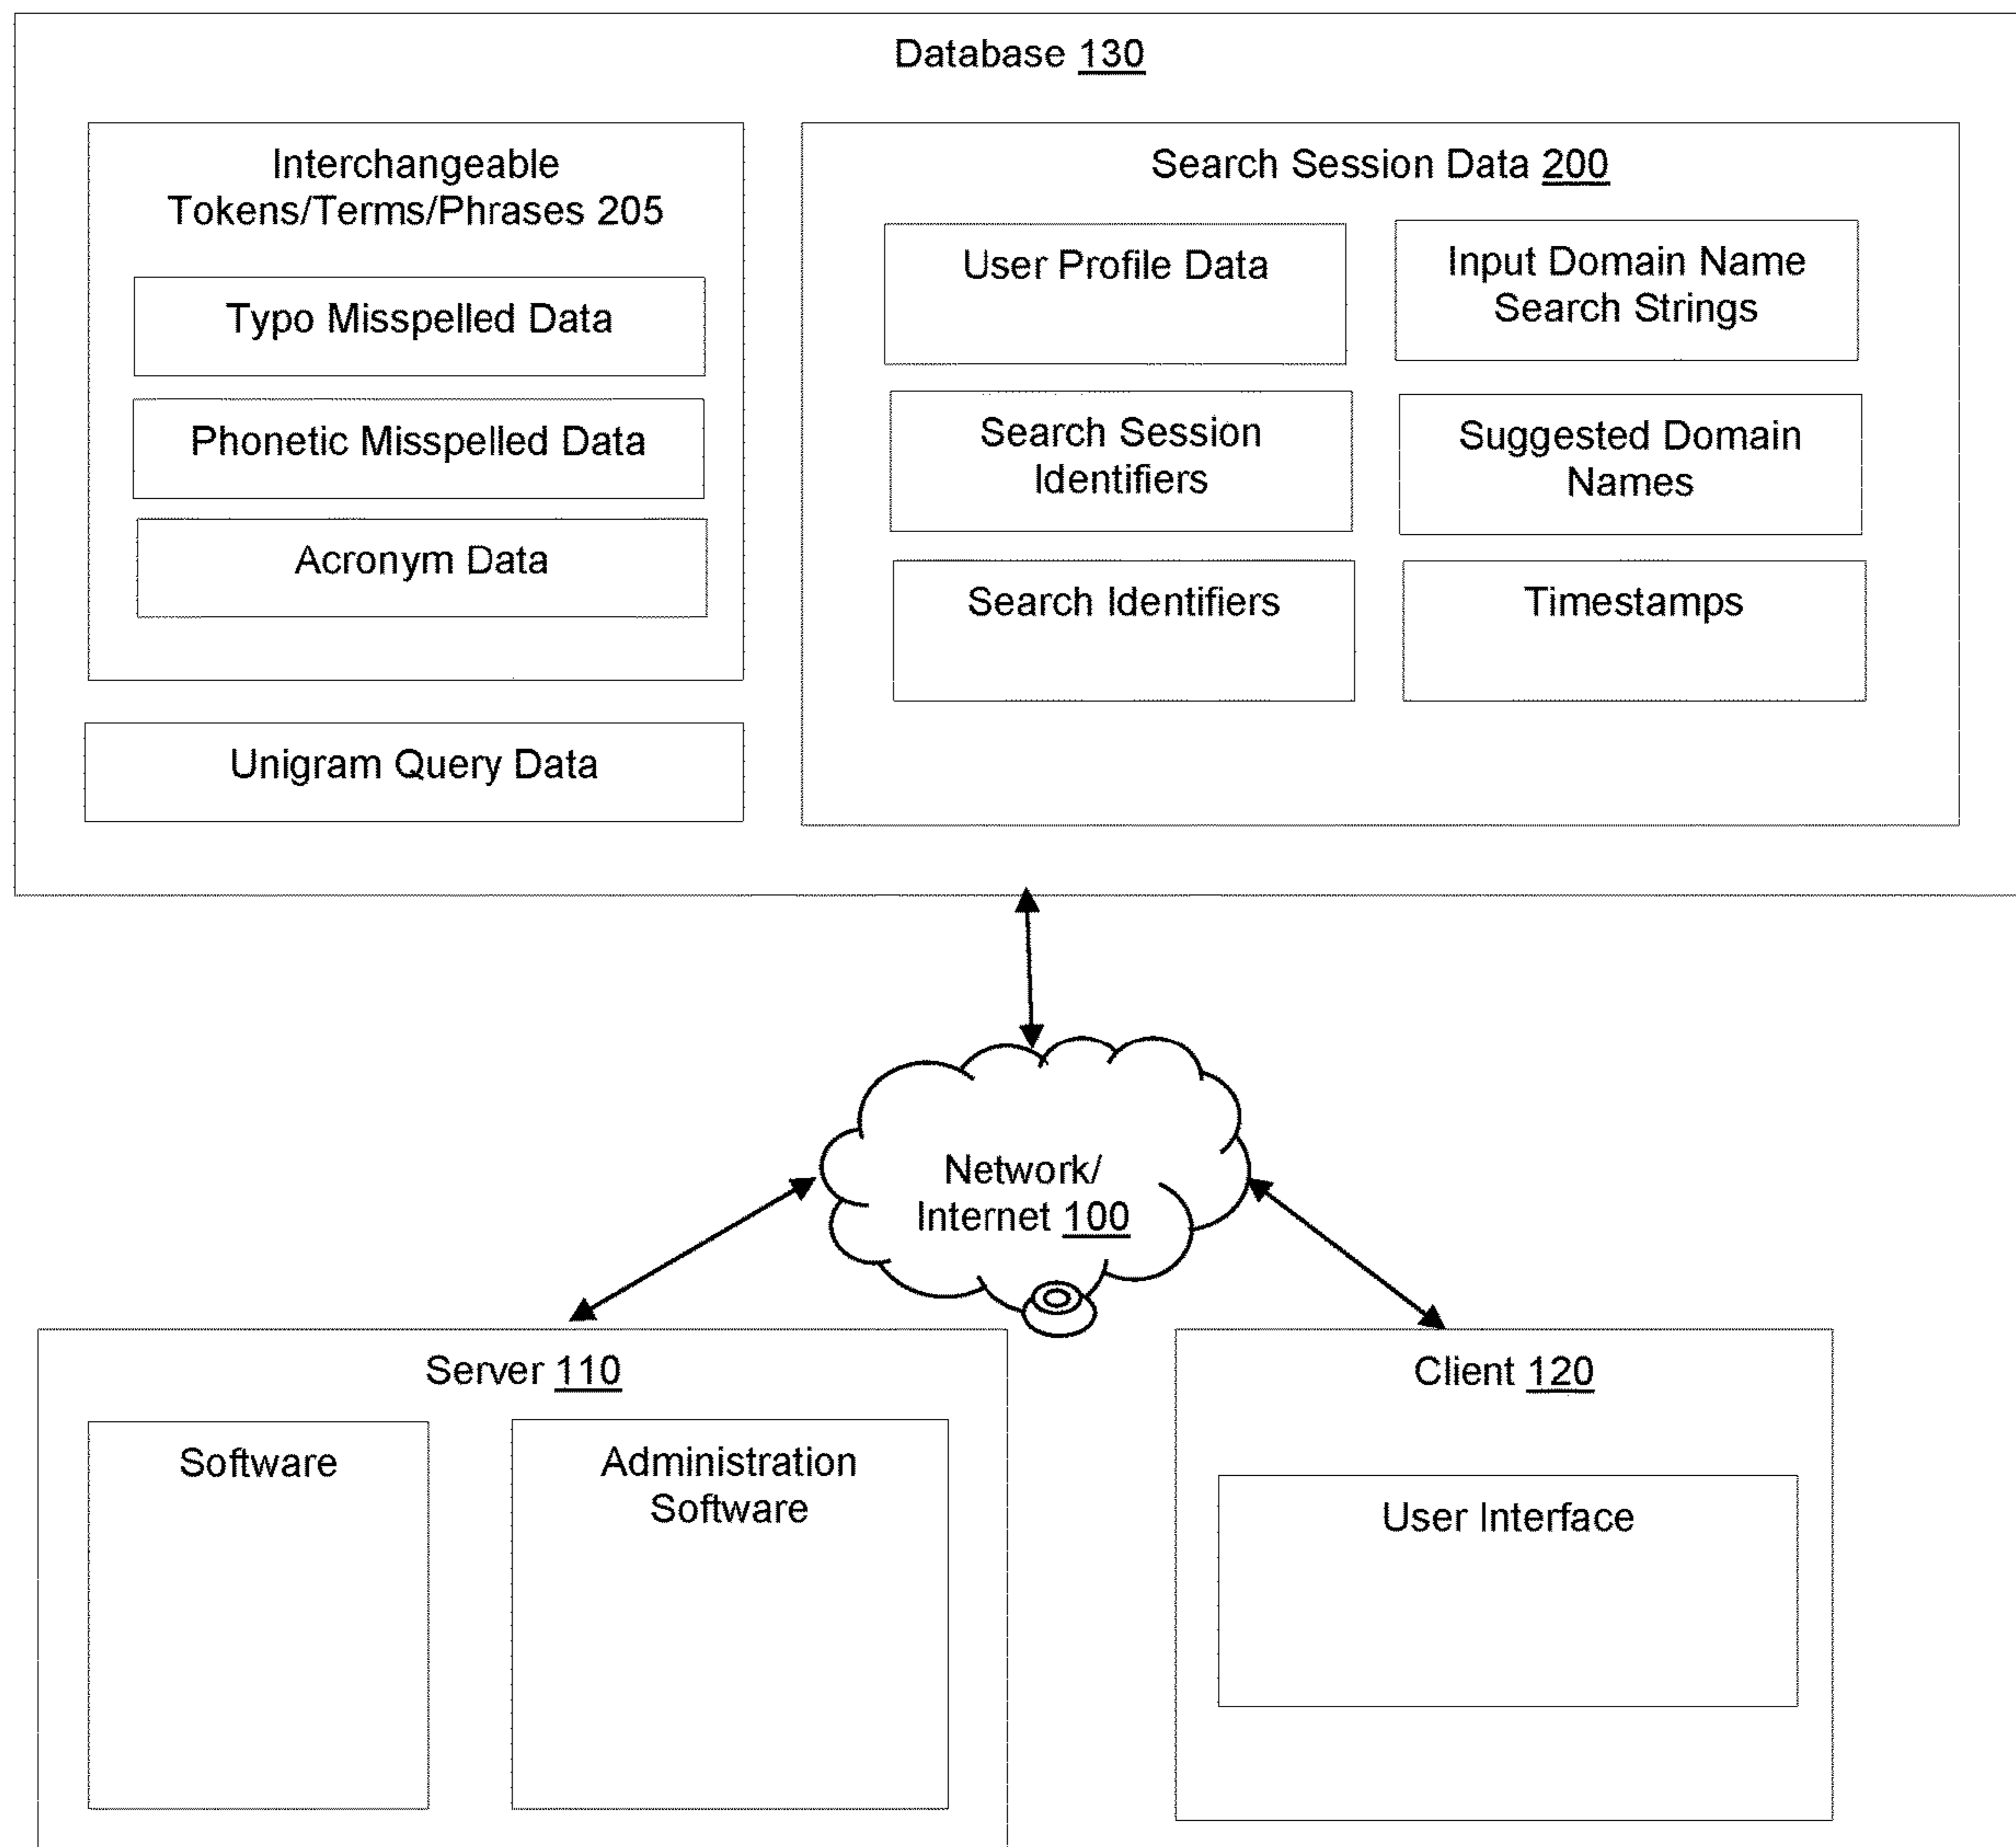 Database 130
Interchangeable
Tokens/Terms/Phrases 205
Typo Misspelled Data
Phonetic Misspelled Data
Acronym Data
Unigram Query Data
Search Session Data 200
User Profile Data
Input Domain Name
Search Strings
Search Session
Identifiers
Suggested Domain
Names
Search Identifiers
Timestamps
Network/
Internet 100
Server 110
Software
Administration
Software
Client 120
User Interface